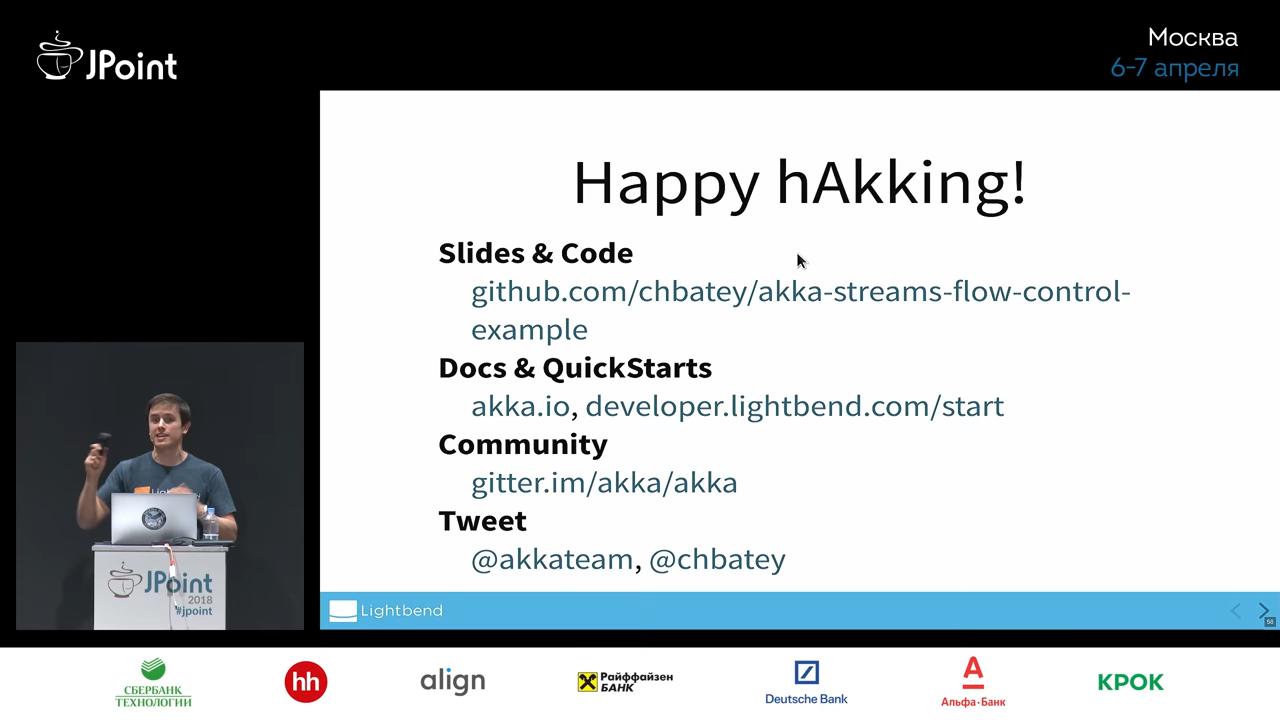 JPoint
Москва
6-7 апреля
Happy hAkking!
Slides & Code
github.com/chbatey/akka-streams-flow-control-
example
Docs & QuickStarts
akka.io, developer.lightbend.com/start
Community
gitter.im/akka/akka
Tweet
@akkateam, @chbatey
Lightbend
58
JPoint
2018
#jpoint
СБЕРБАНК
ТЕХНОЛОГИИ
hh
align
Райффайзен
БАНК
Deutsche Bank
А
Альфа·Банк
КРОК